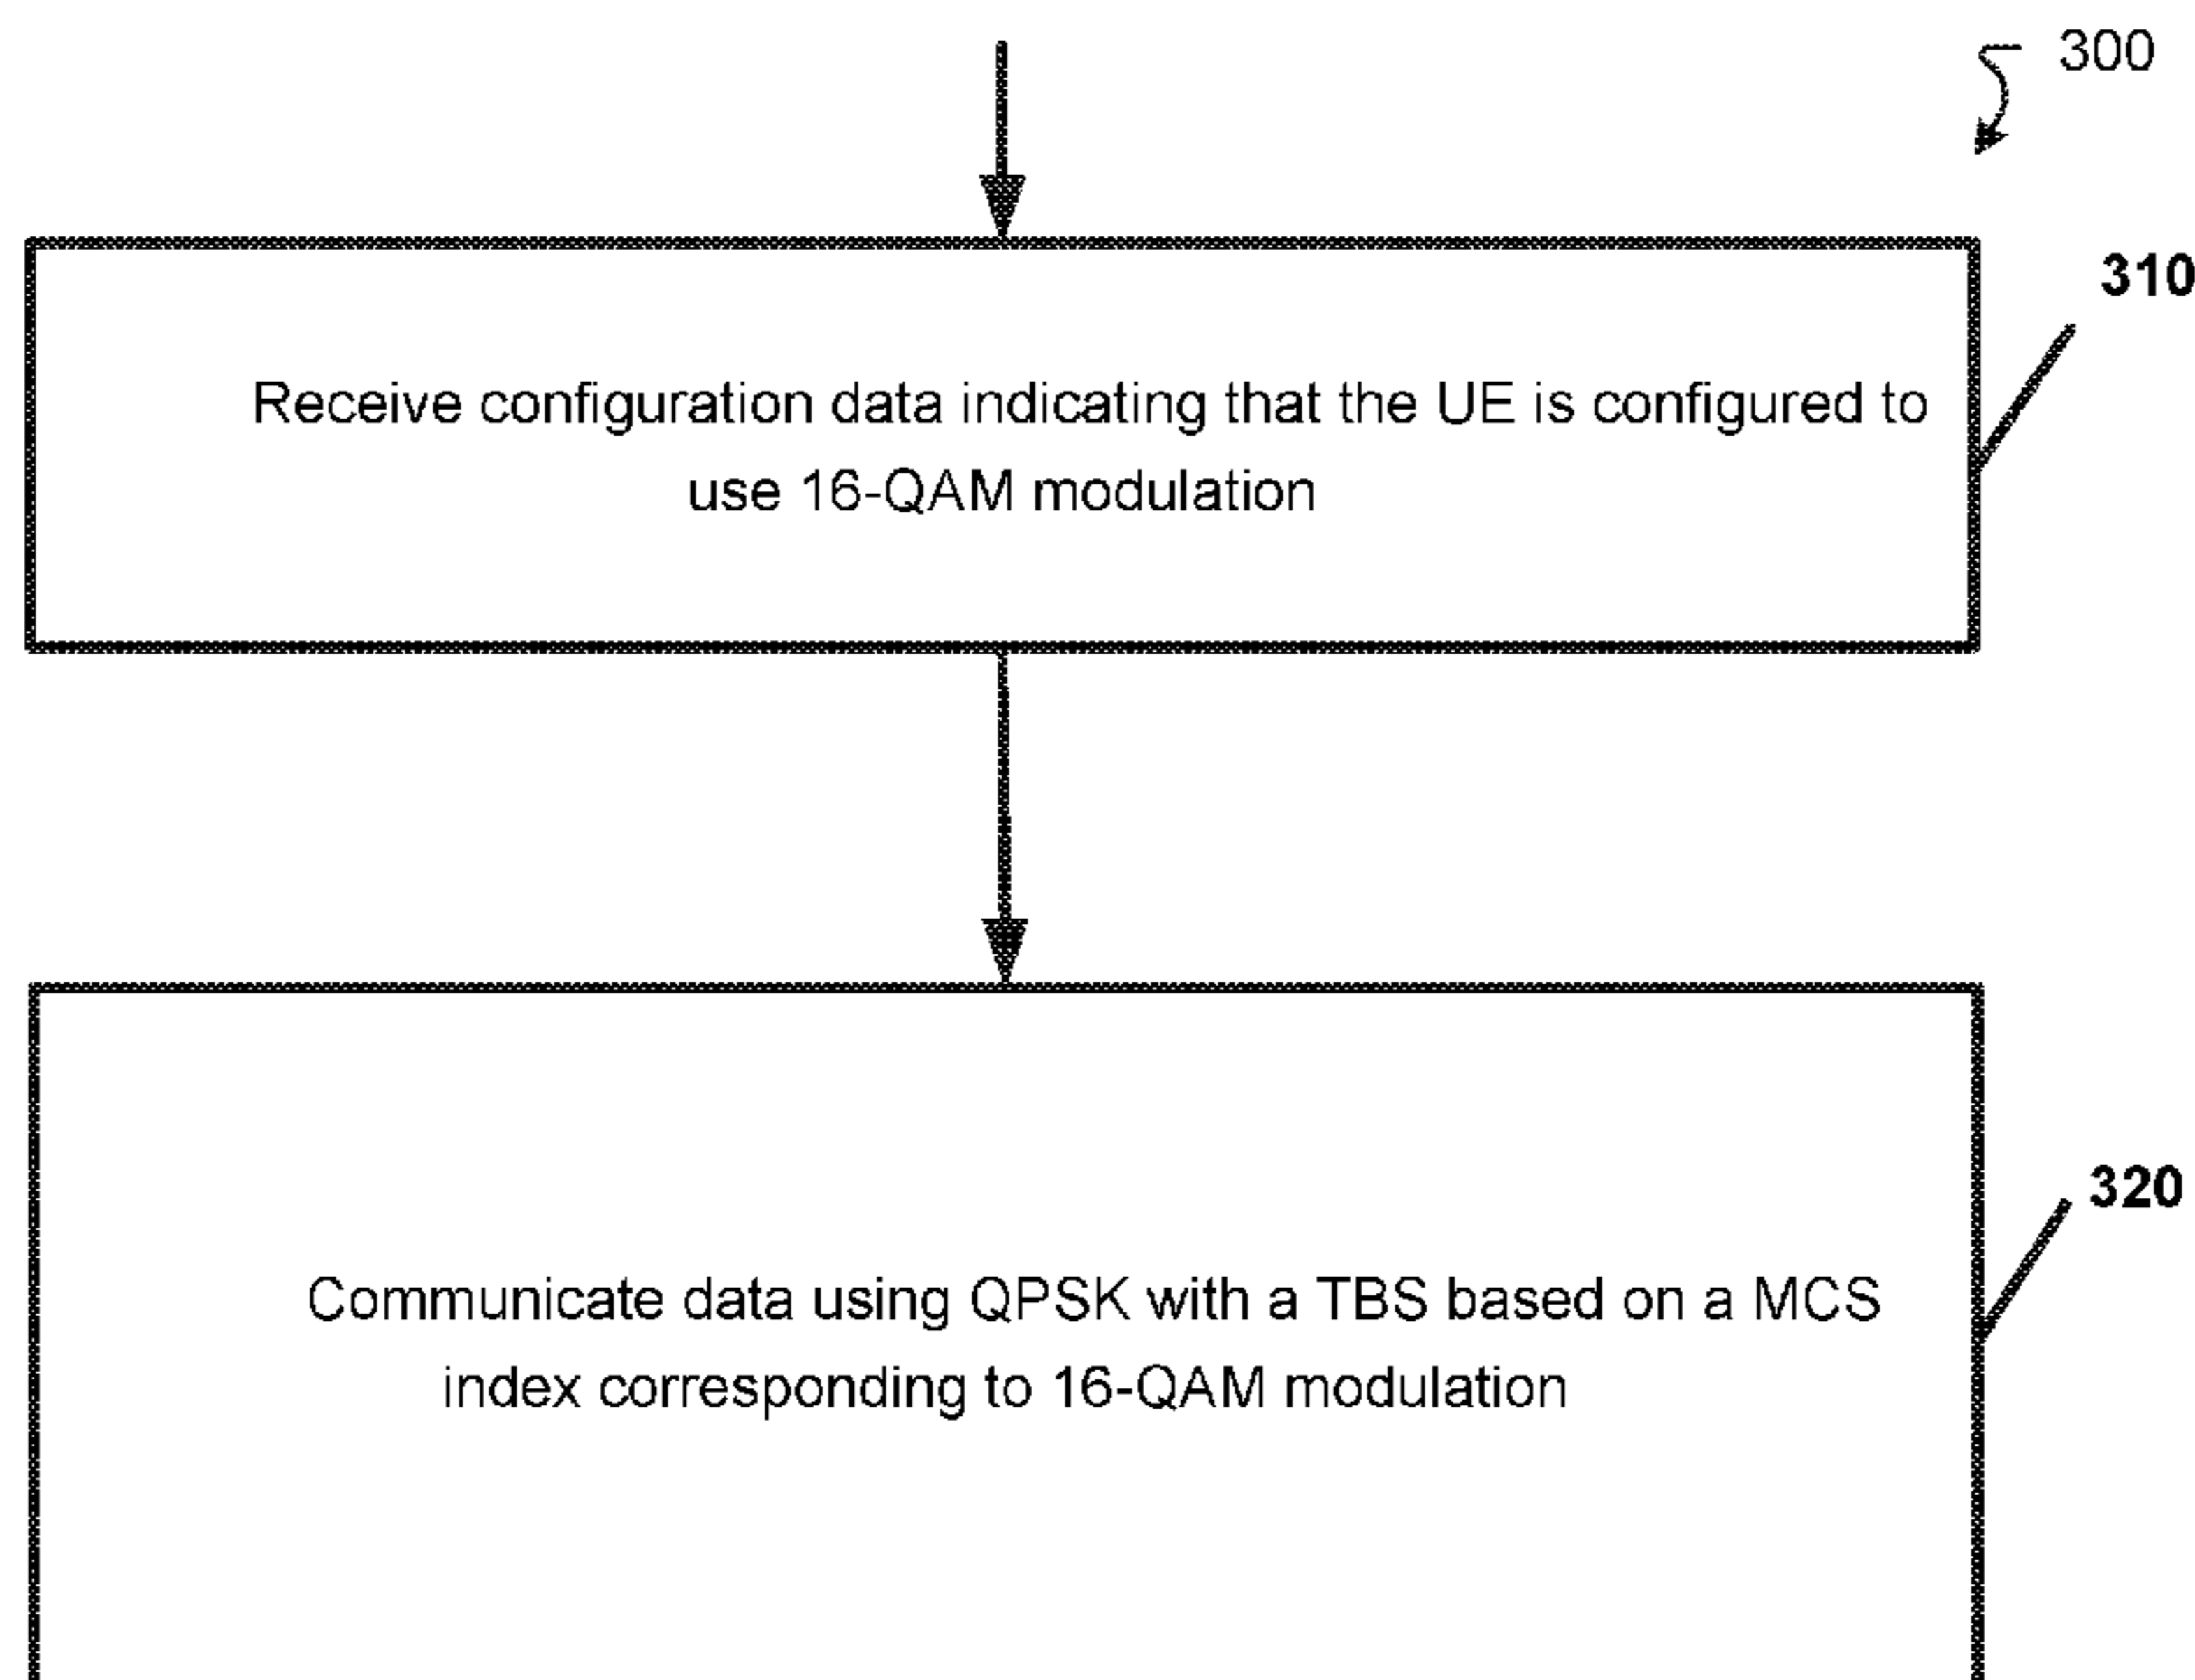 300
310
Receive configuration data indicating that the UE is configured to
use 16-QAM modulation
320
Communicate data using QPSK with a TBS based on a MCS
index corresponding to 16-QAM modulation